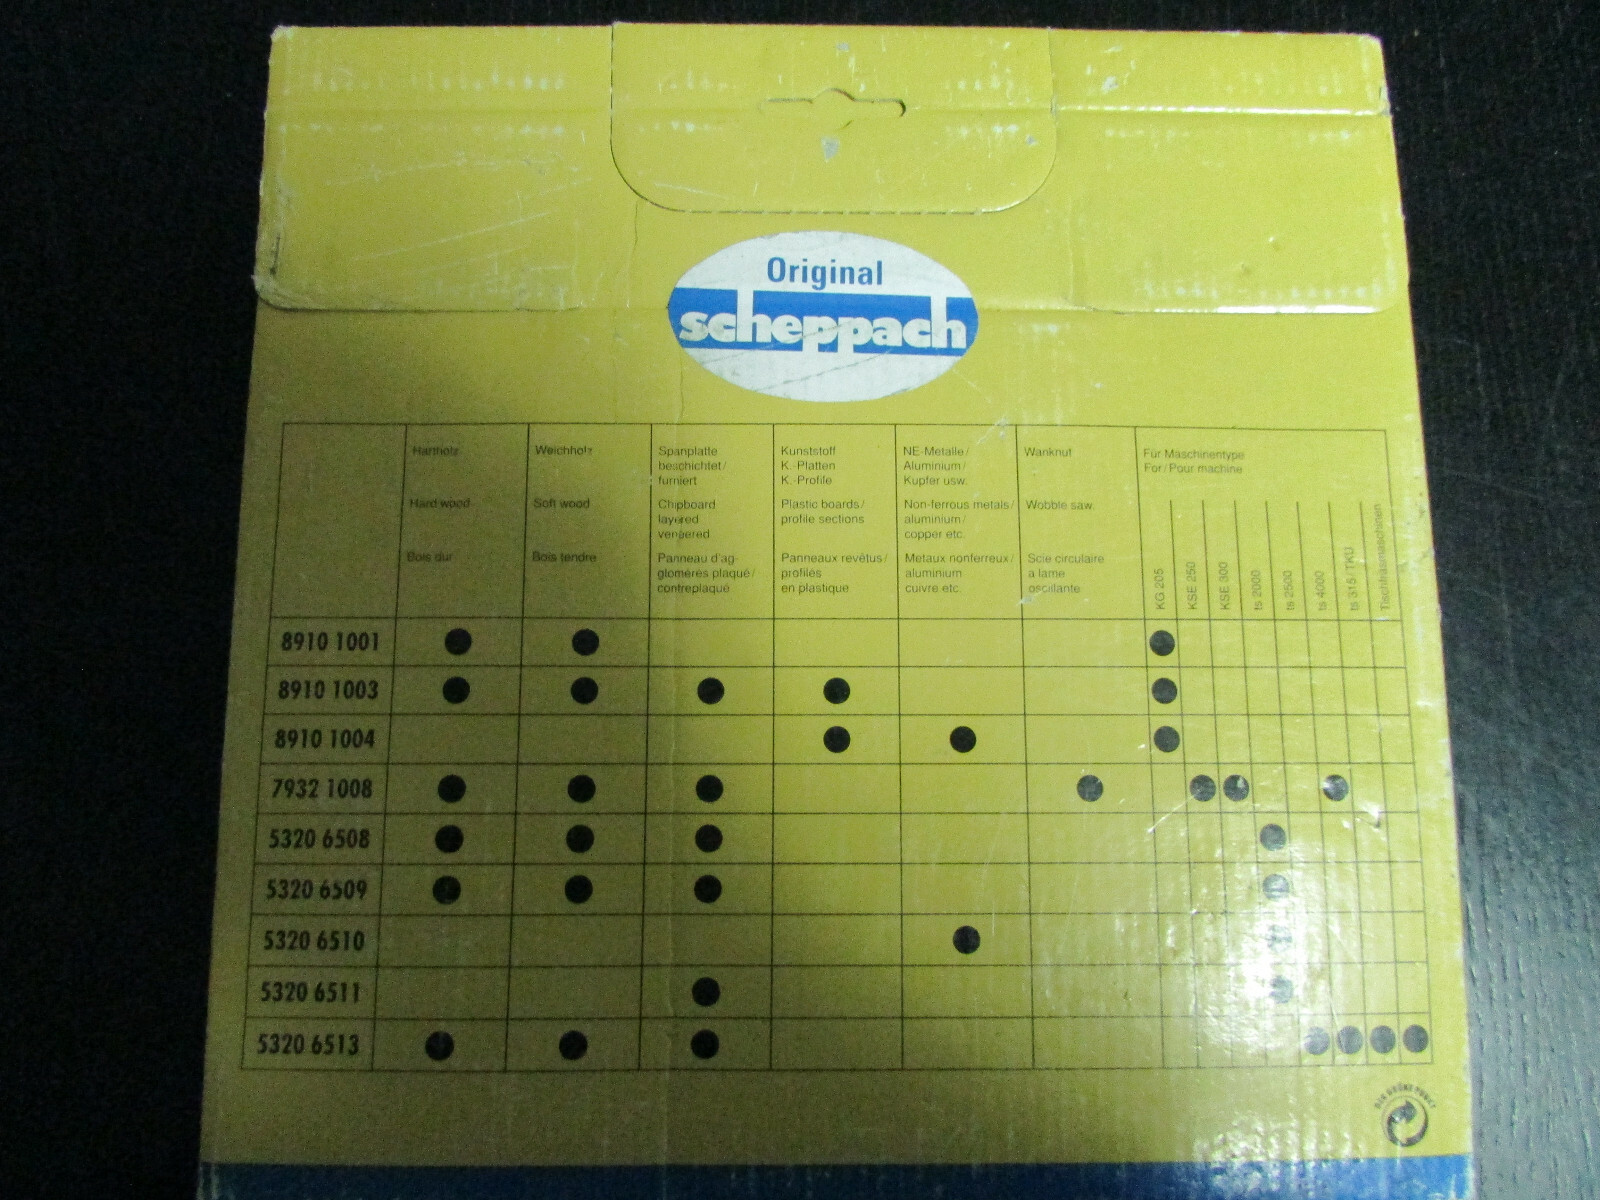 Original
scheppach
Hartholz
Hard wood
Bois dur
Weichholz
Soft wood
Bois tendre
Spanplatte
beschichtet/
furniert
Chipboard
layered
veneered
Panneau d'ag-
glomérés plaqué/
contreplaqué
Kunststoff
K.-Platten
K.-Profile
Plastic boards/
profile sections
Panneaux revêtus/
profilés
en plastique
NE-Metalle/
Aluminium/
Kupfer usw.
Non-ferrous metals/
aluminium/
copper etc.
Metaux nonferreux/
aluminium
cuivre etc.
Wanknut
Wobble saw.
Scie circulaire
a lame
oscillante
Für Maschinentype
For/Pour machine
KG 205
KSE 250
KSE 300
ts 2000
ts 2500
ts 4000
ts 315/TKU
Tischfräsmaschinen
8910 1001
8910 1003
8910 1004
7932 1008
5320 6508
5320 6509
5320 6510
5320 6511
5320 6513
DER GRÜNE PUNKT